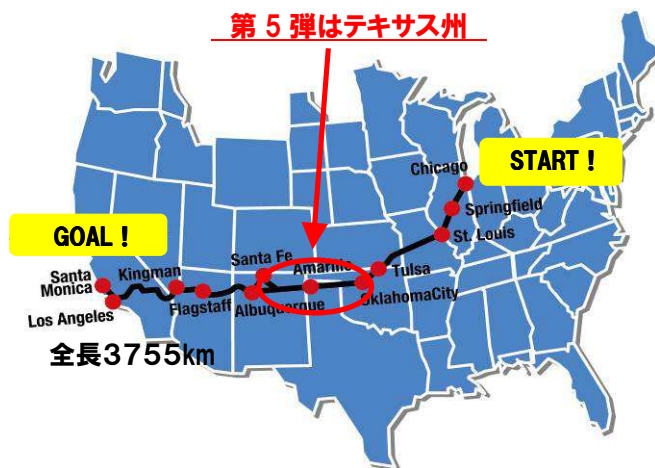 第 5 弾はテキサス州
START！
Chicago
Springfield
St. Louis
GOAL！
Santa Fe
Amarillo
Tulsa
Santa
Monica
Kingman
OklahomaCity
Los Angeles
Flagstaff
Albuquerque
全長3755km